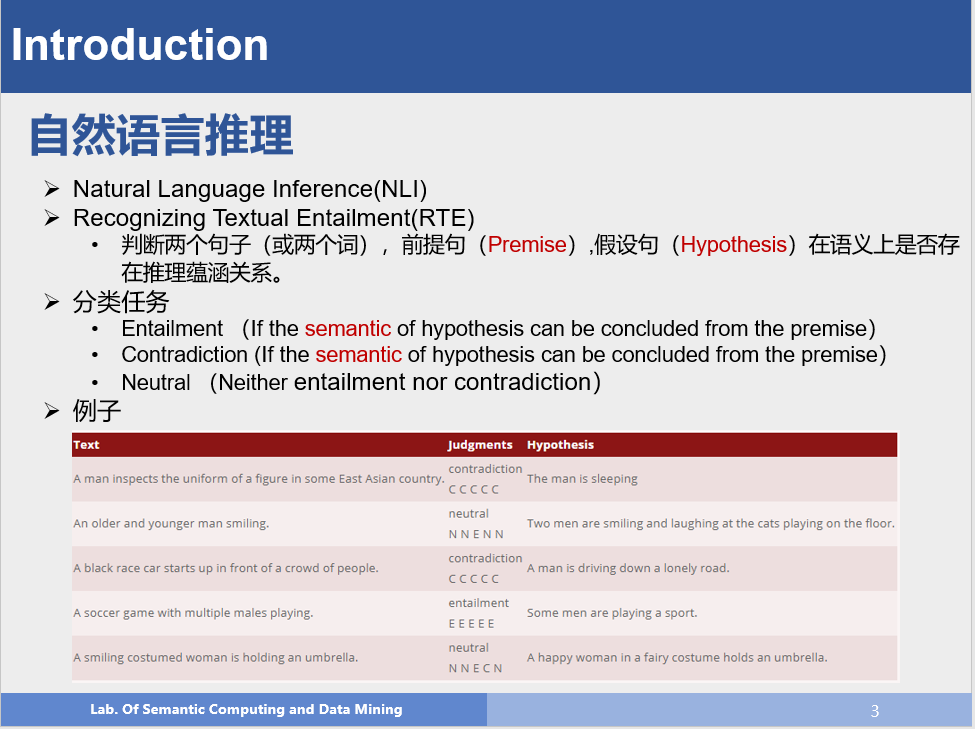 Introduction
自然语言推理
➢ Natural Language Inference(NLI)
➢ Recognizing Textual Entailment(RTE)
• 判断两个句子（或两个词），前提句（Premise）,假设句（Hypothesis）在语义上是否存
在推理蕴涵关系。
➢ 分类任务
• Entailment （If the semantic of hypothesis can be concluded from the premise）
• Contradiction (If the semantic of hypothesis can be concluded from the premise）
• Neutral （Neither entailment nor contradiction）
➢ 例子
Text Judgments Hypothesis
A man inspects the uniform of a figure in some East Asian country. contradiction The man is sleeping
C C C C C
An older and younger man smiling. neutral Two men are smiling and laughing at the cats playing on the floor.
N N E N N
A black race car starts up in front of a crowd of people. contradiction A man is driving down a lonely road.
C C C C C
A soccer game with multiple males playing. entailment Some men are playing a sport.
E E E E E
A smiling costumed woman is holding an umbrella. neutral A happy woman in a fairy costume holds an umbrella.
N N E C N
Lab. Of Semantic Computing and Data Mining 3